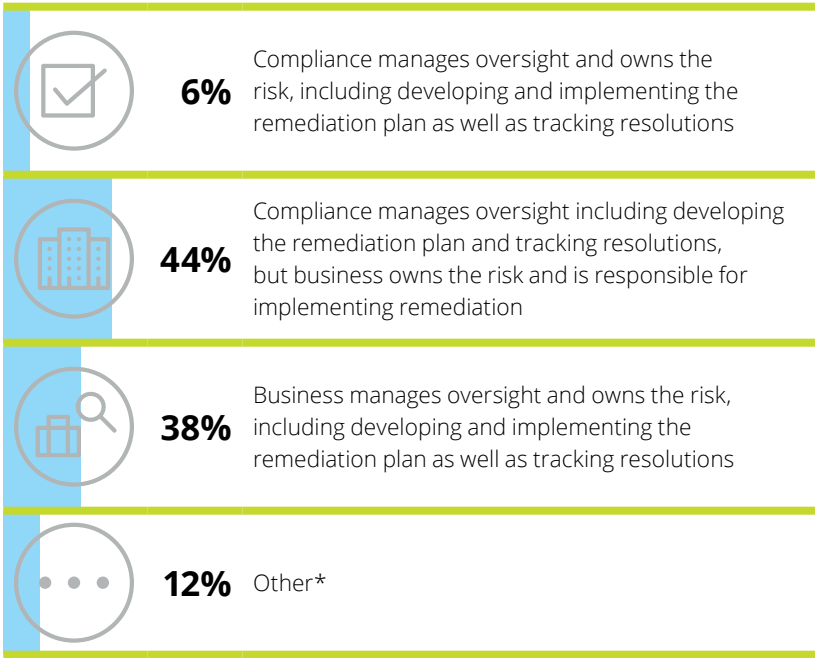 6%
Compliance manages oversight and owns the
risk, including developing and implementing the
remediation plan as well as tracking resolutions
44%
Compliance manages oversight including developing
the remediation plan and tracking resolutions,
but business owns the risk and is responsible for
implementing remediation
38%
Business manages oversight and owns the risk,
including developing and implementing the
remediation plan as well as tracking resolutions
12% Other*